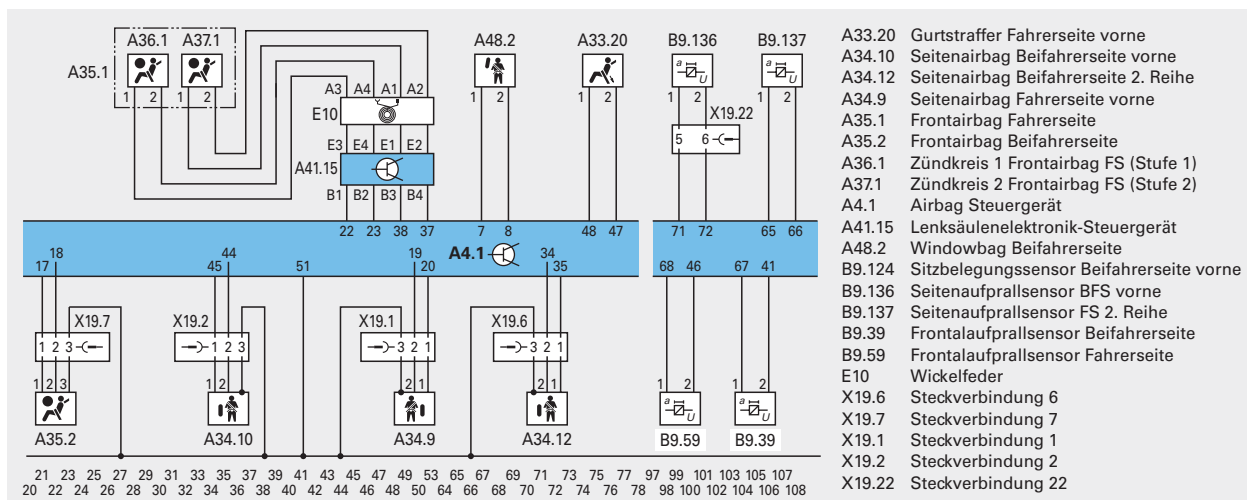 A36.1 A37.1 A48.2 A33.20 B9.136 B9.137
A35.1
1 2 1 2 A3 A4 A1 A2 1 2 1 2 a U 1 2 a U 1 2
E10 X19.22
E3 E4 E1 E2 5 6
A41.15
B1 B2 B3 B4
22 23 38 37 7 8 48 47 71 72 65 66
A4.1
18 44 19 34
17 45 51 20 35 68 46 67 41
X19.7 X19.2 X19.1 X19.6
1 2 3 1 2 3 3 2 1 3 2 1
1 2 3 1 2 2 1 2 1 1 2 1 2
a U a U
A35.2 A34.10 A34.9 A34.12 B9.59 B9.39
21 23 25 27 29 31 33 35 37 39 41 43 45 47 49 53 65 67 69 71 73 75 77 97 99 101 103 105 107
20 22 24 26 28 30 32 34 36 38 40 42 44 46 48 50 64 66 68 70 72 74 76 78 98 100 102 104 106 108
A33.20 Gurtstraffer Fahrerseite vorne
A34.10 Seitenairbag Beifahrerseite vorne
A34.12 Seitenairbag Beifahrerseite 2. Reihe
A34.9 Seitenairbag Fahrerseite vorne
A35.1 Frontairbag Fahrerseite
A35.2 Frontairbag Beifahrerseite
A36.1 Zündkreis 1 Frontairbag FS (Stufe 1)
A37.1 Zündkreis 2 Frontairbag FS (Stufe 2)
A4.1 Airbag Steuergerät
A41.15 Lenksäulenelektronik-Steuergerät
A48.2 Windowbag Beifahrerseite
B9.124 Sitzbelegungssensor Beifahrerseite vorne
B9.136 Seitenaufprallsensor BFS vorne
B9.137 Seitenaufprallsensor FS 2. Reihe
B9.39 Frontalaufprallsensor Beifahrerseite
B9.59 Frontalaufprallsensor Fahrerseite
E10 Wickelfeder
X19.6 Steckverbindung 6
X19.7 Steckverbindung 7
X19.1 Steckverbindung 1
X19.2 Steckverbindung 2
X19.22 Steckverbindung 22